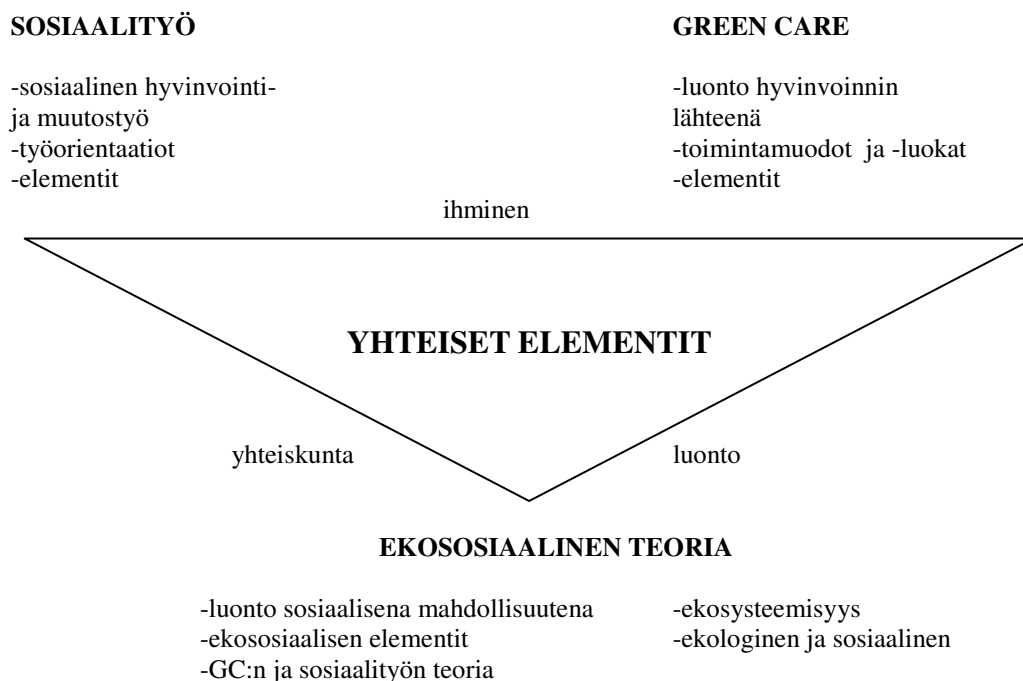 SOSIAALITYÖ
-sosiaalinen hyvinvointi-
ja muutostyö
-työorientaatiot
-elementit
GREEN CARE
-luonto hyvinvoinnin
lähteenä
-toimintamuodot ja -luokat
-elementit
ihminen
YHTEISET ELEMENTIT
yhteiskunta
luonto
EKOSOSIAALINEN TEORIA
-luonto sosiaalisena mahdollisuutena
-ekososiaalisen elementit
-GC:n ja sosiaalityön teoria
-ekosysteemisyys
-ekologinen ja sosiaalinen